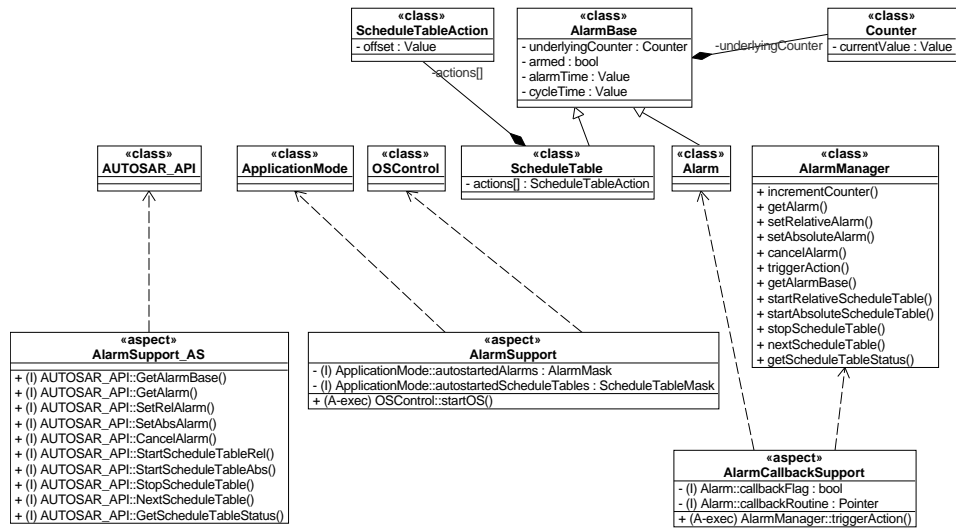 «class»
ScheduleTableAction
- offset : Value
«class»
AlarmBase
- underlyingCounter : Counter
- armed : bool
- alarmTime : Value
- cycleTime : Value
«class»
Counter
- currentValue : Value
-underlyingCounter
-actions[]
«class»
AUTOSAR_API
«class»
ApplicationMode
«class»
OSControl
«class»
ScheduleTable
- actions[] : ScheduleTableAction
«class»
Alarm
«class»
AlarmManager
+ incrementCounter()
+ getAlarm()
+ setRelativeAlarm()
+ setAbsoluteAlarm()
+ cancelAlarm()
+ triggerAction()
+ getAlarmBase()
+ startRelativeScheduleTable()
+ startAbsoluteScheduleTable()
+ stopScheduleTable()
+ nextScheduleTable()
+ getScheduleTableStatus()
«aspect»
AlarmSupport_AS
+ (I) AUTOSAR_API::GetAlarmBase()
+ (I) AUTOSAR_API::GetAlarm()
+ (I) AUTOSAR_API::SetRelAlarm()
+ (I) AUTOSAR_API::SetAbsAlarm()
+ (I) AUTOSAR_API::CancelAlarm()
+ (I) AUTOSAR_API::StartScheduleTableRel()
+ (I) AUTOSAR_API::StartScheduleTableAbs()
+ (I) AUTOSAR_API::StopScheduleTable()
+ (I) AUTOSAR_API::NextScheduleTable()
+ (I) AUTOSAR_API::GetScheduleTableStatus()
«aspect»
AlarmSupport
- (I) ApplicationMode::autostartedAlarms : AlarmMask
- (I) ApplicationMode::autostartedScheduleTables : ScheduleTableMask
+ (A-exec) OSControl::startOS()
«aspect»
AlarmCallbackSupport
- (I) Alarm::callbackFlag : bool
- (I) Alarm::callbackRoutine : Pointer
+ (A-exec) AlarmManager::triggerAction()